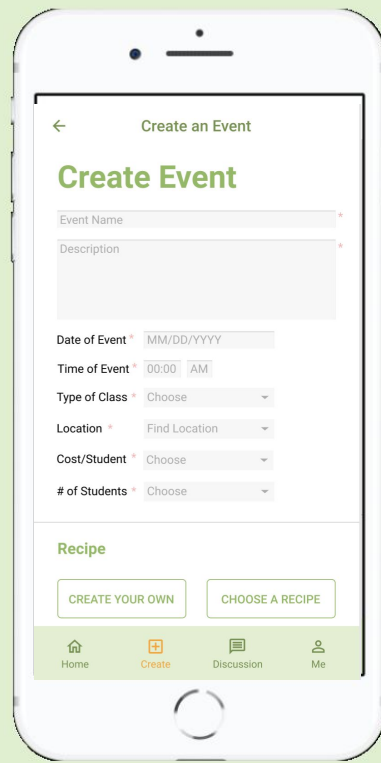 Create an Event
Create Event
Event Name *
Description *
Date of Event * MM/DD/YYYY
Time of Event * 00:00 AM
Type of Class * Choose
Location * Find Location
Cost/Student * Choose
# of Students * Choose
Recipe
CREATE YOUR OWN CHOOSE A RECIPE
Home Create Discussion Me